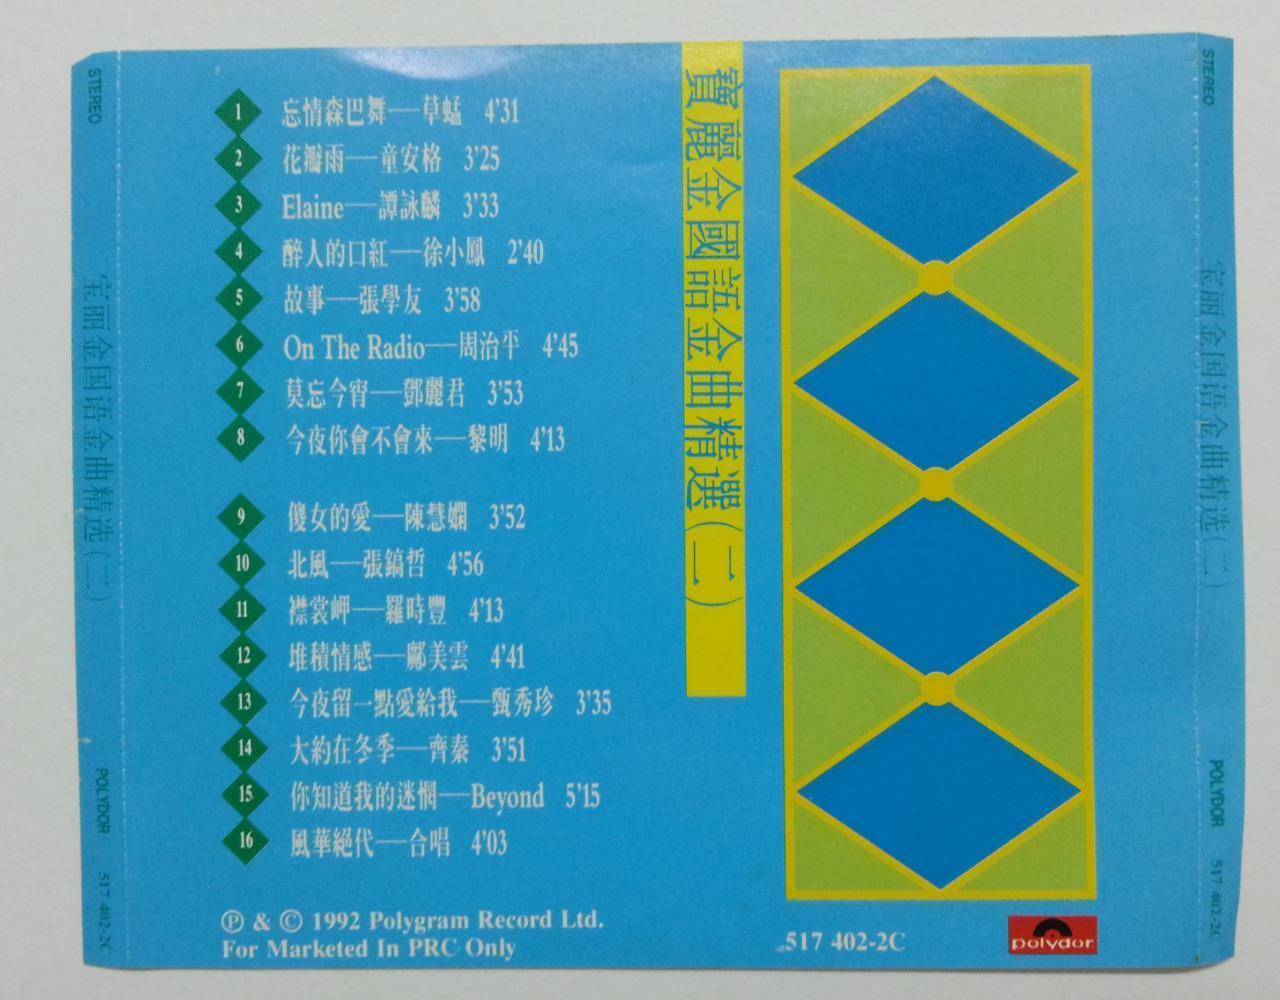 STEREO
宝丽金国语金曲精选(二)
POLYDOR
517 402-2C
1 忘情森巴舞——草蜢 4'31
2 花瓣雨——童安格 3'25
3 Elaine——譚詠麟 3'33
4 醉人的口紅——徐小鳳 2'40
5 故事——張學友 3'58
6 On The Radio——周治平 4'45
7 莫忘今宵——鄧麗君 3'53
8 今夜你會不會來——黎明 4'13
9 傻女的愛——陳慧嫻 3'52
10 北風——張鎬哲 4'56
11 襟裳岬——羅時豐 4'13
12 堆積情感——鄺美雲 4'41
13 今夜留一點愛給我——甄秀珍 3'35
14 大約在冬季——齊秦 3'51
15 你知道我的迷惘——Beyond 5'15
16 風華絕代——合唱 4'03
Ⓟ & © 1992 Polygram Record Ltd.
For Marketed In PRC Only
寶麗金國語金曲精選(二)
517 402-2C
polydor
STEREO
宝丽金国语金曲精选(二)
POLYDOR
517 402-2C